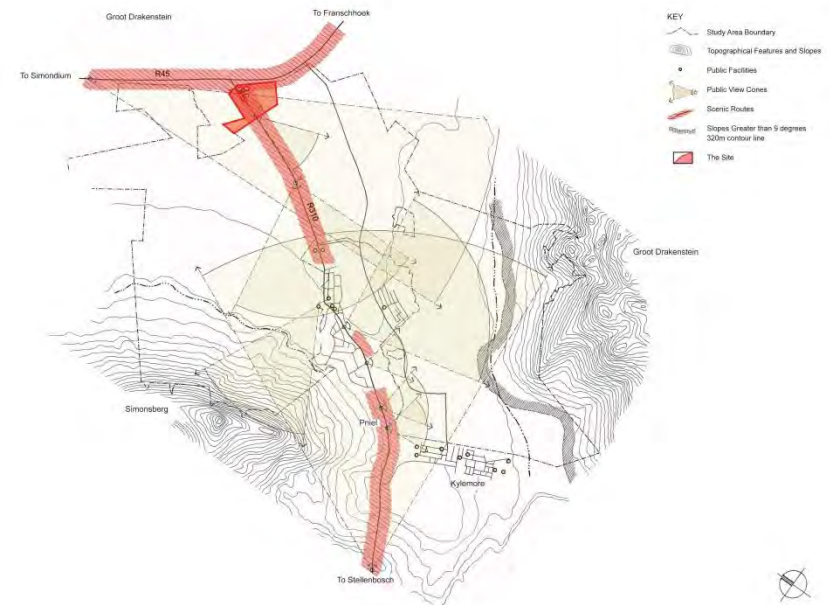 Groot Drakenstein
To Franschhoek
To Simondium
R45
R310
Groot Drakenstein
Simonsberg
Pniel
Kylemore
To Stellenbosch
KEY
Study Area Boundary
Topographical Features and Slopes
Public Facilities
Public View Cones
Scenic Routes
Slopes Greater than 9 degrees
320m contour line
The Site